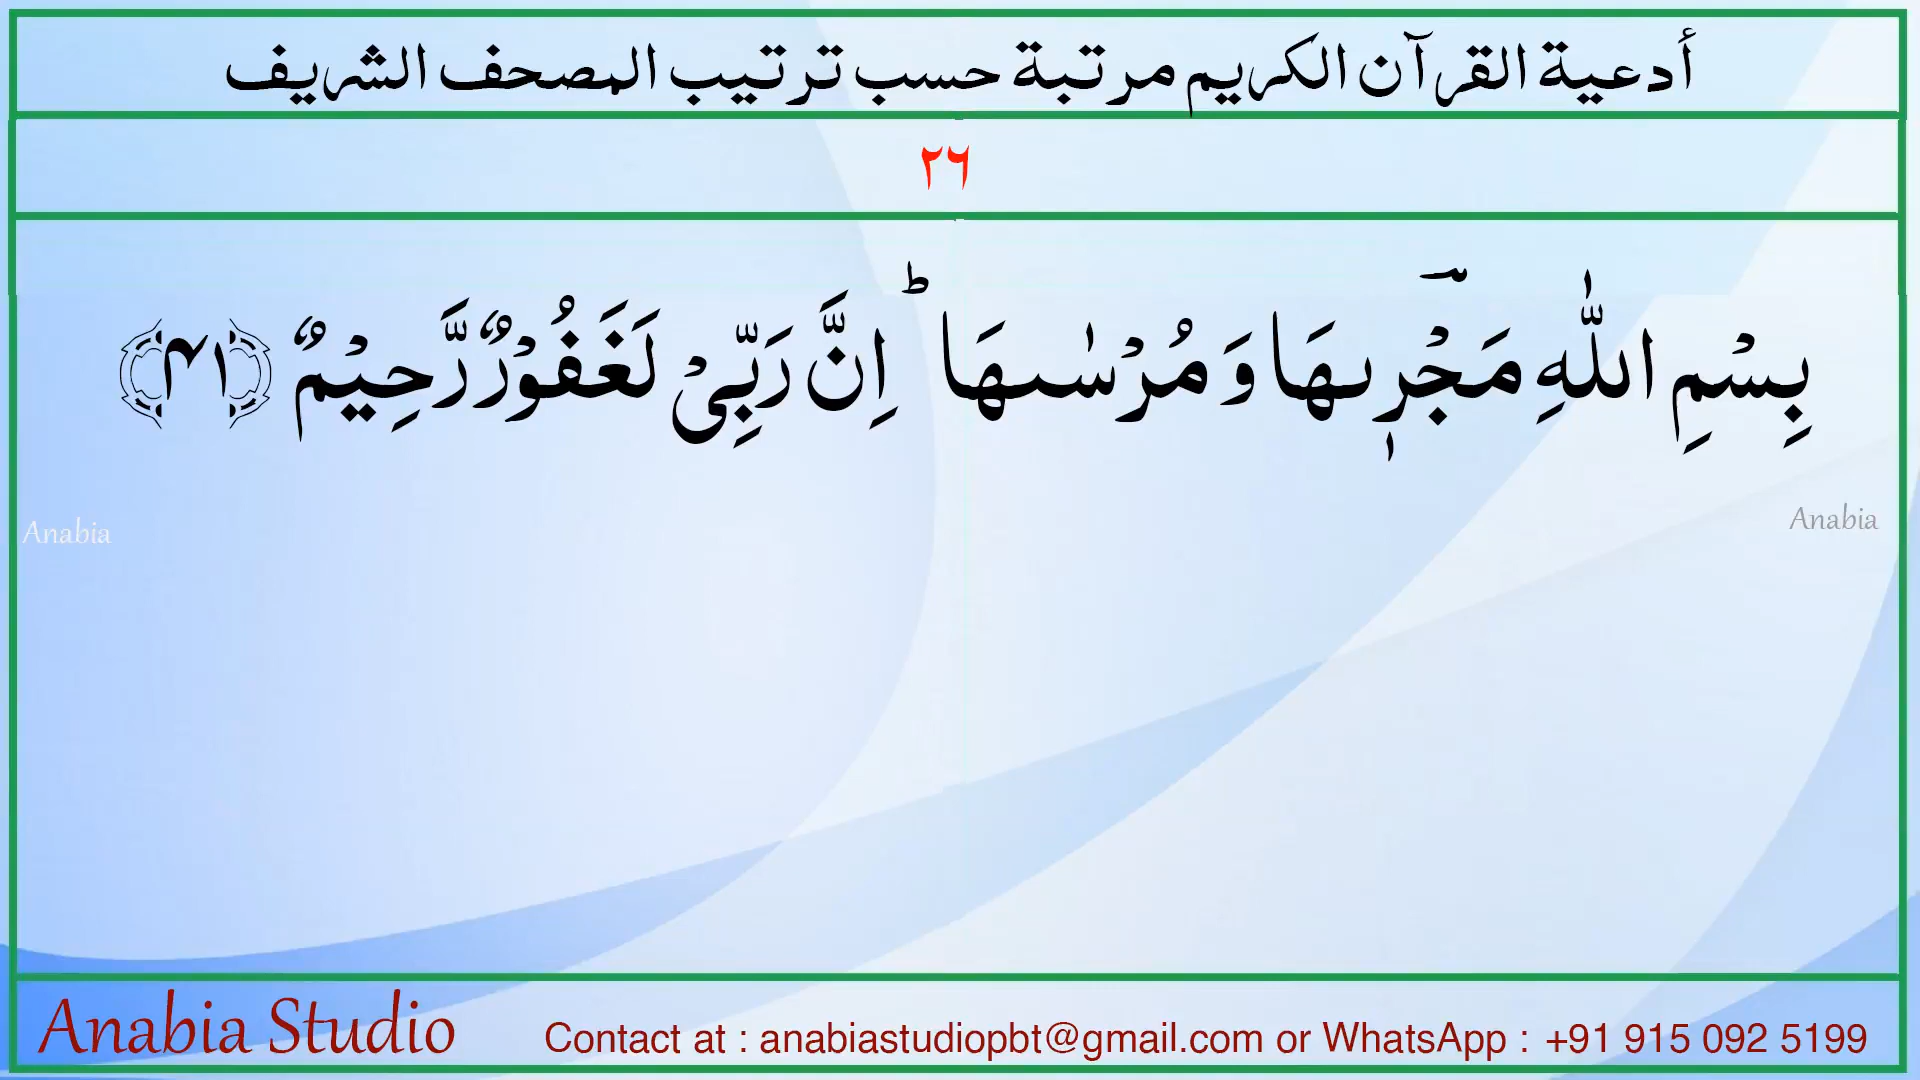 أدعية القرآن الكريم مرتبة حسب ترتيب المصحف الشريف
٢٦
بِسْمِ اللّٰهِ مَجْرٖىهَا وَ مُرْسٰىهَا ؕ اِنَّ رَبِّیْ لَغَفُوْرٌ رَّحِیْمٌ ﴿۴۱﴾
Anabia
Anabia
Anabia Studio
Contact at : anabiastudiopbt@gmail.com or WhatsApp : +91 915 092 5199